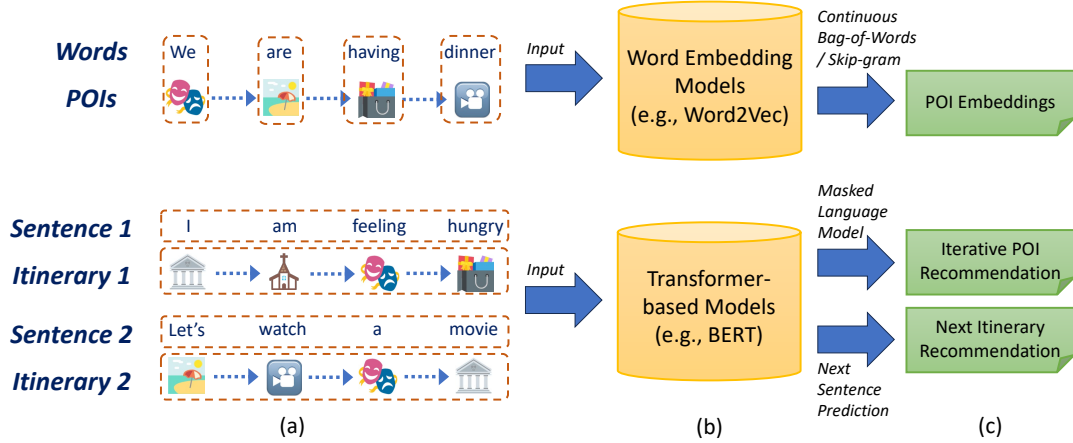 Words
We are having dinner
POIs
Input
Word Embedding
Models
(e.g., Word2Vec)
Continuous
Bag-of-Words
/ Skip-gram
POI Embeddings
Sentence 1
I am feeling hungry
Itinerary 1
Sentence 2
Let's watch a movie
Itinerary 2
Input
Transformer-
based Models
(e.g., BERT)
Masked
Language
Model
Iterative POI
Recommendation
Next
Sentence
Prediction
Next Itinerary
Recommendation
(a)
(b)
(c)